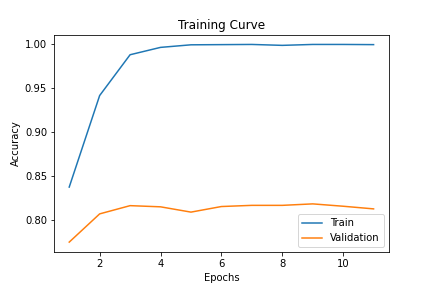 Training Curve
1.00
0.95
0.90
0.85
0.80
Accuracy
2 4 6 8 10
Epochs
Train
Validation